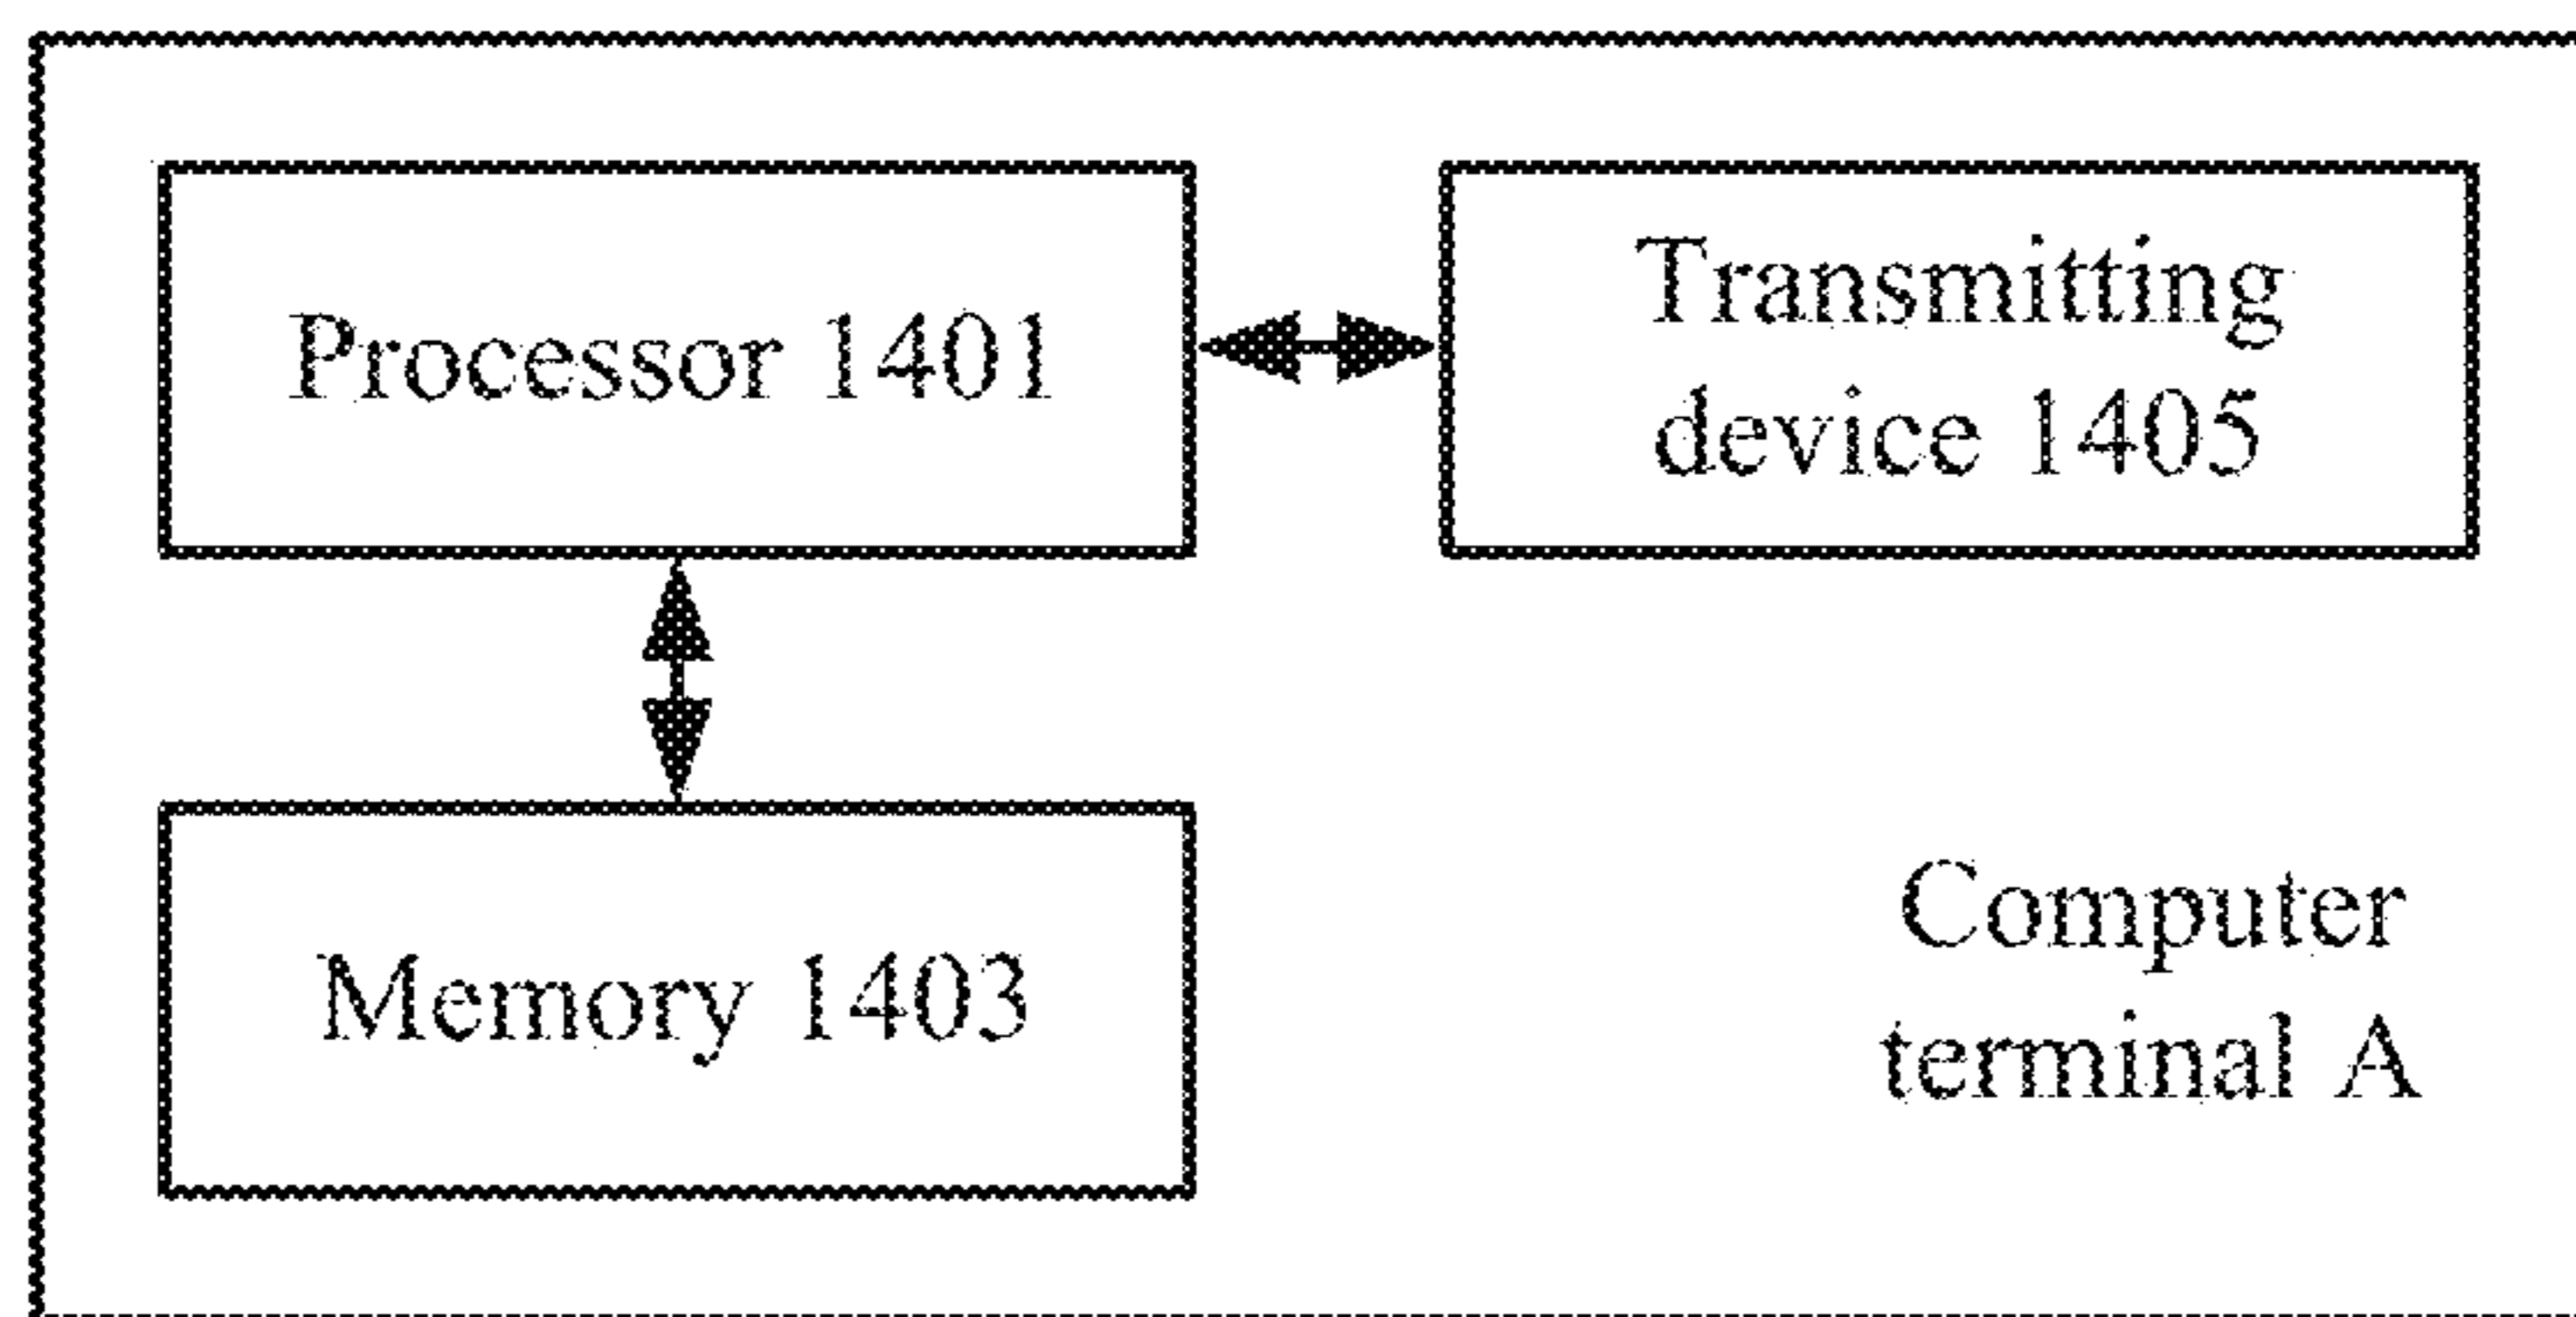 Processor 1401
Transmitting
device 1405
Memory 1403
Computer
terminal A